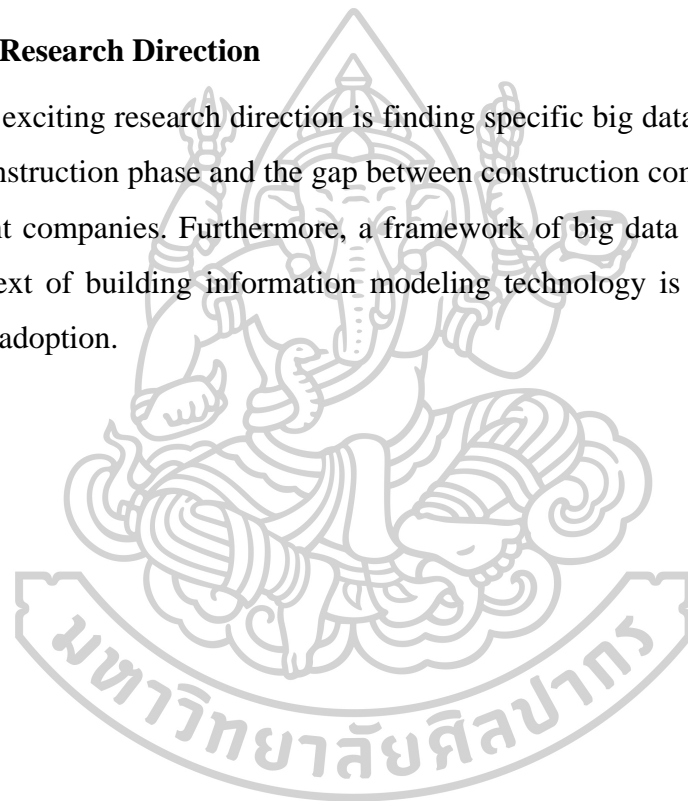 Research Direction
exciting research direction is finding specific big data
nstruction phase and the gap between construction con
nt companies. Furthermore, a framework of big data
ext of building information modeling technology is
adoption.
มหาวิทยาลัยศิลปากร